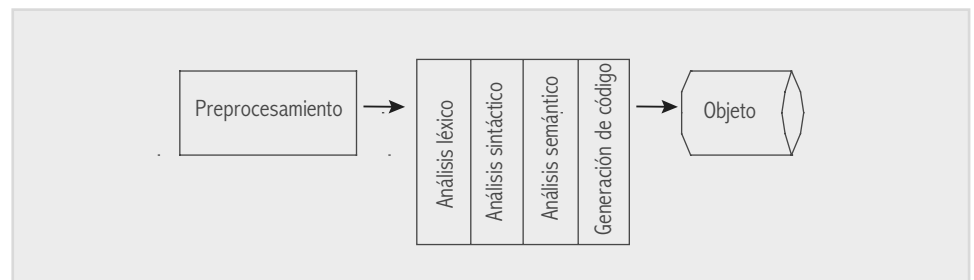 Preprocesamiento
Análisis léxico
Análisis sintáctico
Análisis semántico
Generación de código
Objeto